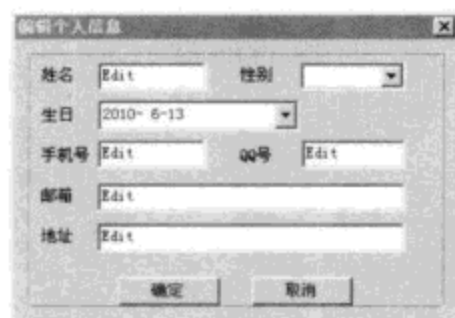 编辑个人信息
姓名 Edit 性别
生日 2010- 6-13
手机号 Edit QQ号 Edit
邮箱 Edit
地址 Edit
确定 取消